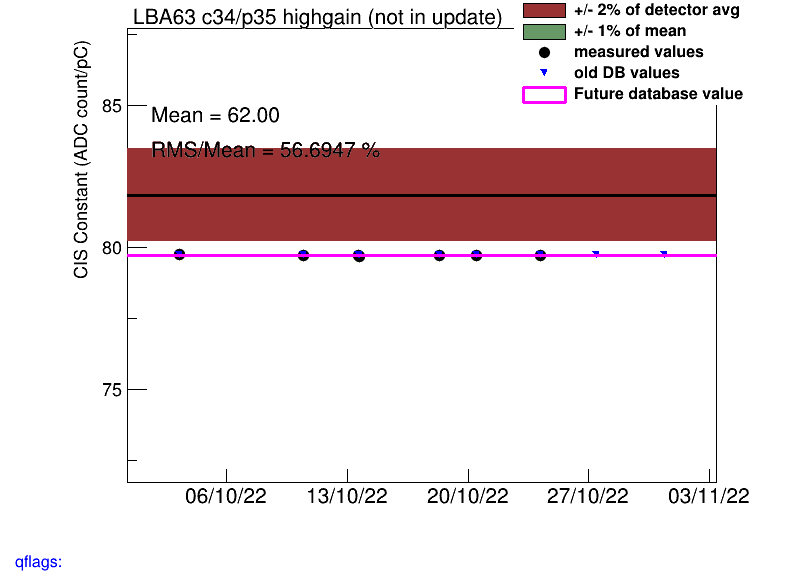 LBA63 c34/p35 highgain (not in update)
+/- 2% of detector avg
+/- 1% of mean
measured values
old DB values
Future database value
CIS Constant (ADC count/pC)
85
Mean = 62.00
RMS/Mean = 56.6947 %
80
75
06/10/22 13/10/22 20/10/22 27/10/22 03/11/22
qflags: